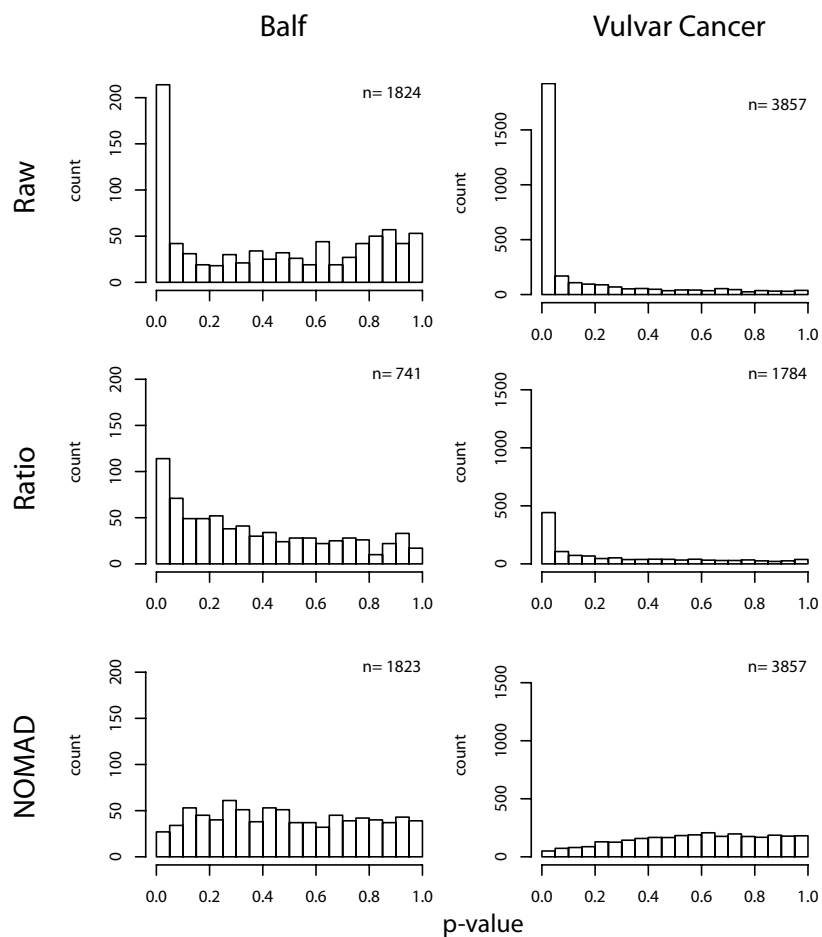 Balf
Vulvar Cancer
Raw
count
0 50 100 150 200
n= 1824
0.0 0.2 0.4 0.6 0.8 1.0
count
0 500 1000 1500
n= 3857
0.0 0.2 0.4 0.6 0.8 1.0
Ratio
count
0 50 100 150 200
n= 741
0.0 0.2 0.4 0.6 0.8 1.0
count
0 500 1000 1500
n= 1784
0.0 0.2 0.4 0.6 0.8 1.0
NOMAD
count
0 50 100 150 200
n= 1823
0.0 0.2 0.4 0.6 0.8 1.0
count
0 500 1000 1500
n= 3857
0.0 0.2 0.4 0.6 0.8 1.0
p-value